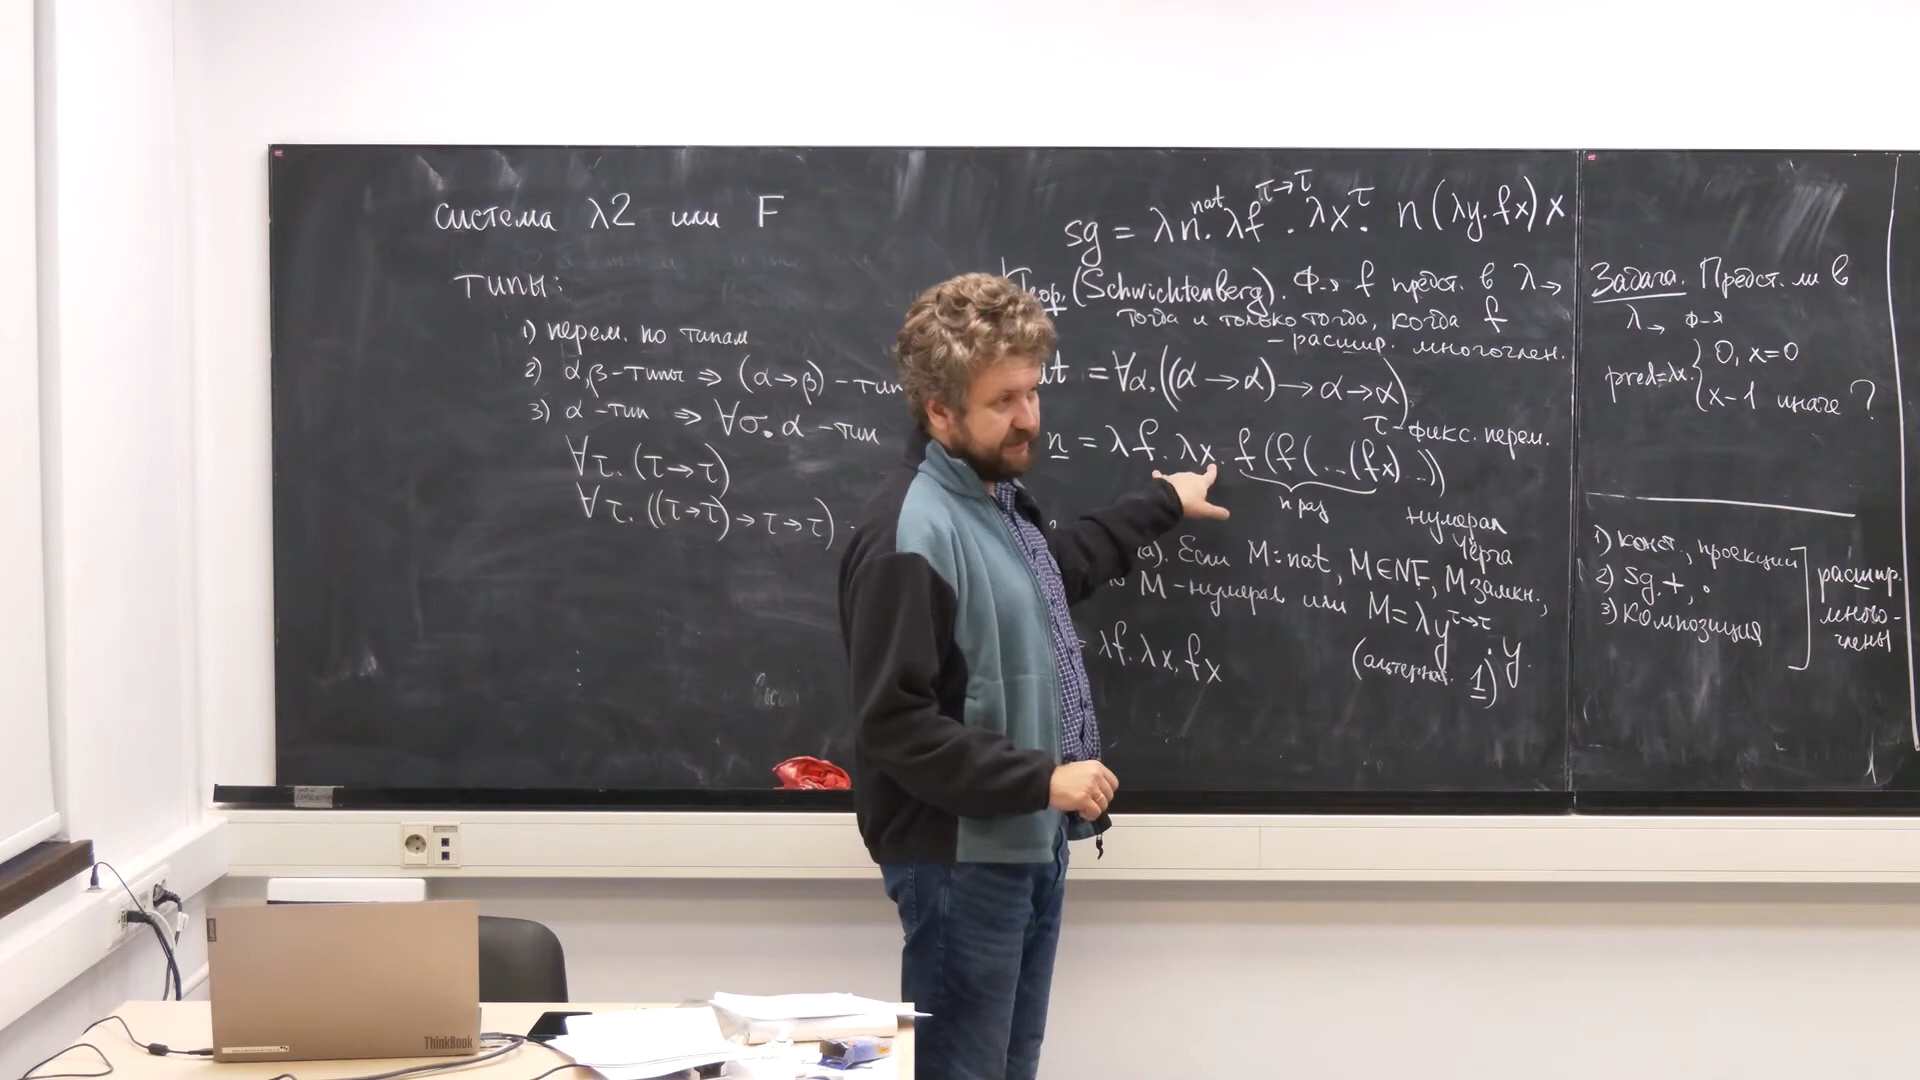 система λ2 или F
типы:
1) перем. по типам
2) α,β-типы ⇒ (α→β) - тип
3) α -тип ⇒ ∀σ. α -тип
∀τ. (τ→τ)
∀τ. ((τ→τ)→τ→τ)
sg = λn^nat. λf^τ→τ. λx^τ. n(λy.fx)x
Теор. (Schwichtenberg). Ф-я f предст. в λ→
тогда и только тогда, когда f
- расшир. многочлен.
= ∀α.((α→α)→α→α)
τ-фикс. перем.
n = λf. λx. f(f(...(fx)...))
n раз
нумерал
Чёрча
Если M:nat, M∈NF, M замкн.,
M-нумерал или M=λy^τ→τ.y.
= λf.λx.fx
(альтернат. 1)
Задача. Предст. ли в
λ→ ф-я
pred=λx. { 0, x=0
x-1 иначе ?
1) конст., проекции
2) sg, +, ·
3) композиция
расшир.
много-
члены
ThinkBook